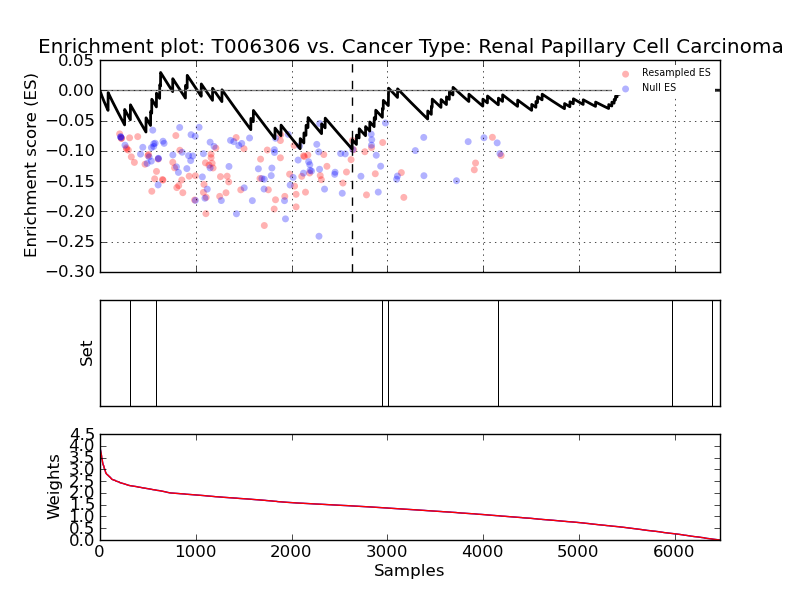 Enrichment plot: T006306 vs. Cancer Type: Renal Papillary Cell Carcinoma
Enrichment score (ES)
0.05
0.00
−0.05
−0.10
−0.15
−0.20
−0.25
−0.30
Resampled ES
Null ES
Set
Weights
4.5
4.0
3.5
3.0
2.5
2.0
1.5
1.0
0.5
0.0
0 1000 2000 3000 4000 5000 6000
Samples